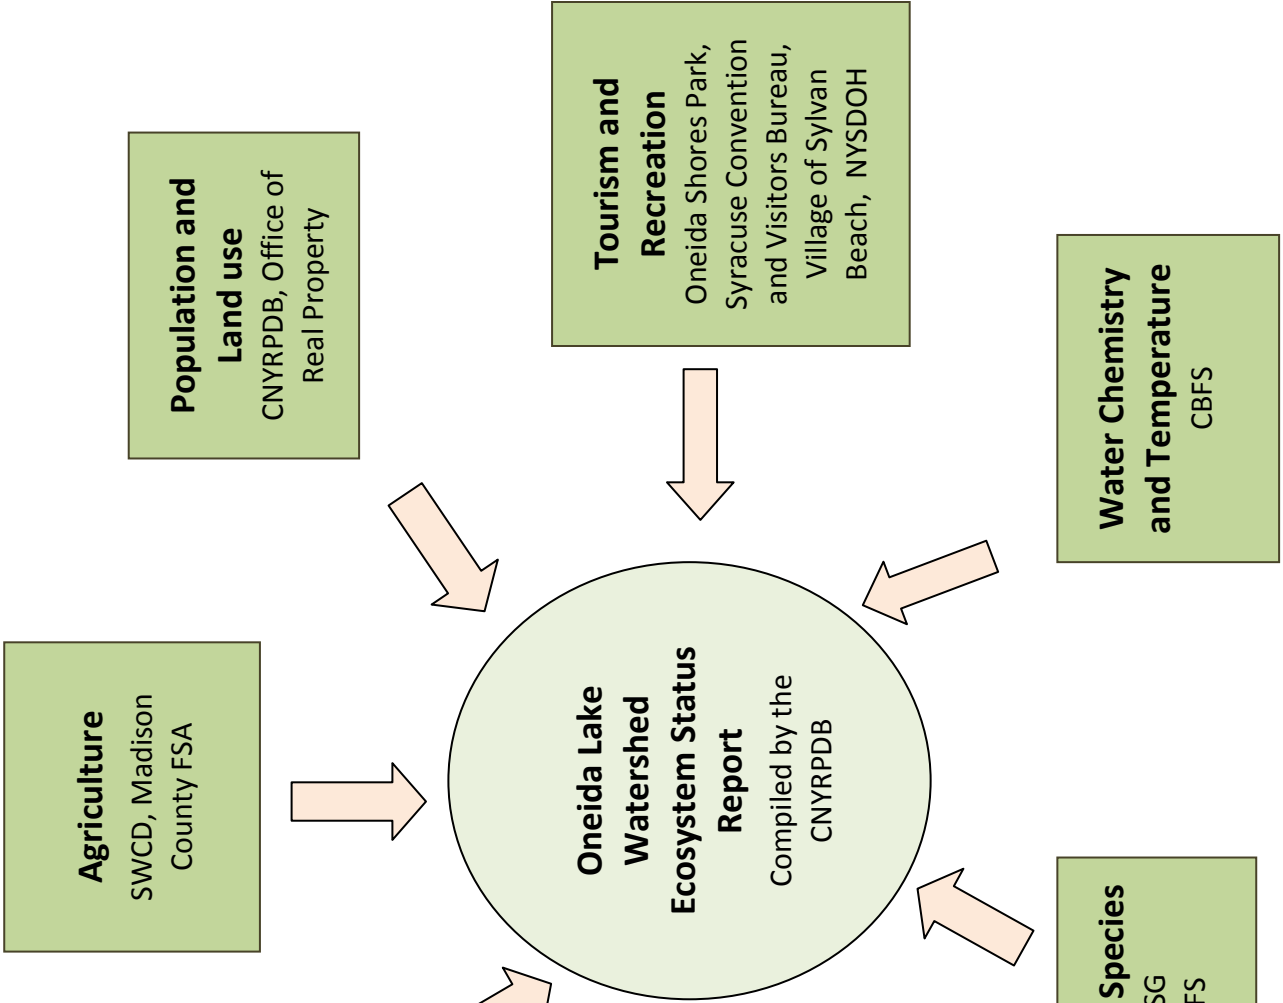 Agriculture
SWCD, Madison
County FSA
Population and
Land use
CNYRPDB, Office of
Real Property
Tourism and
Recreation
Oneida Shores Park,
Syracuse Convention
and Visitors Bureau,
Village of Sylvan
Beach, NYSDOH
Water Chemistry
and Temperature
CBFS
Oneida Lake
Watershed
Ecosystem Status
Report
Compiled by the
CNYRPDB
Species